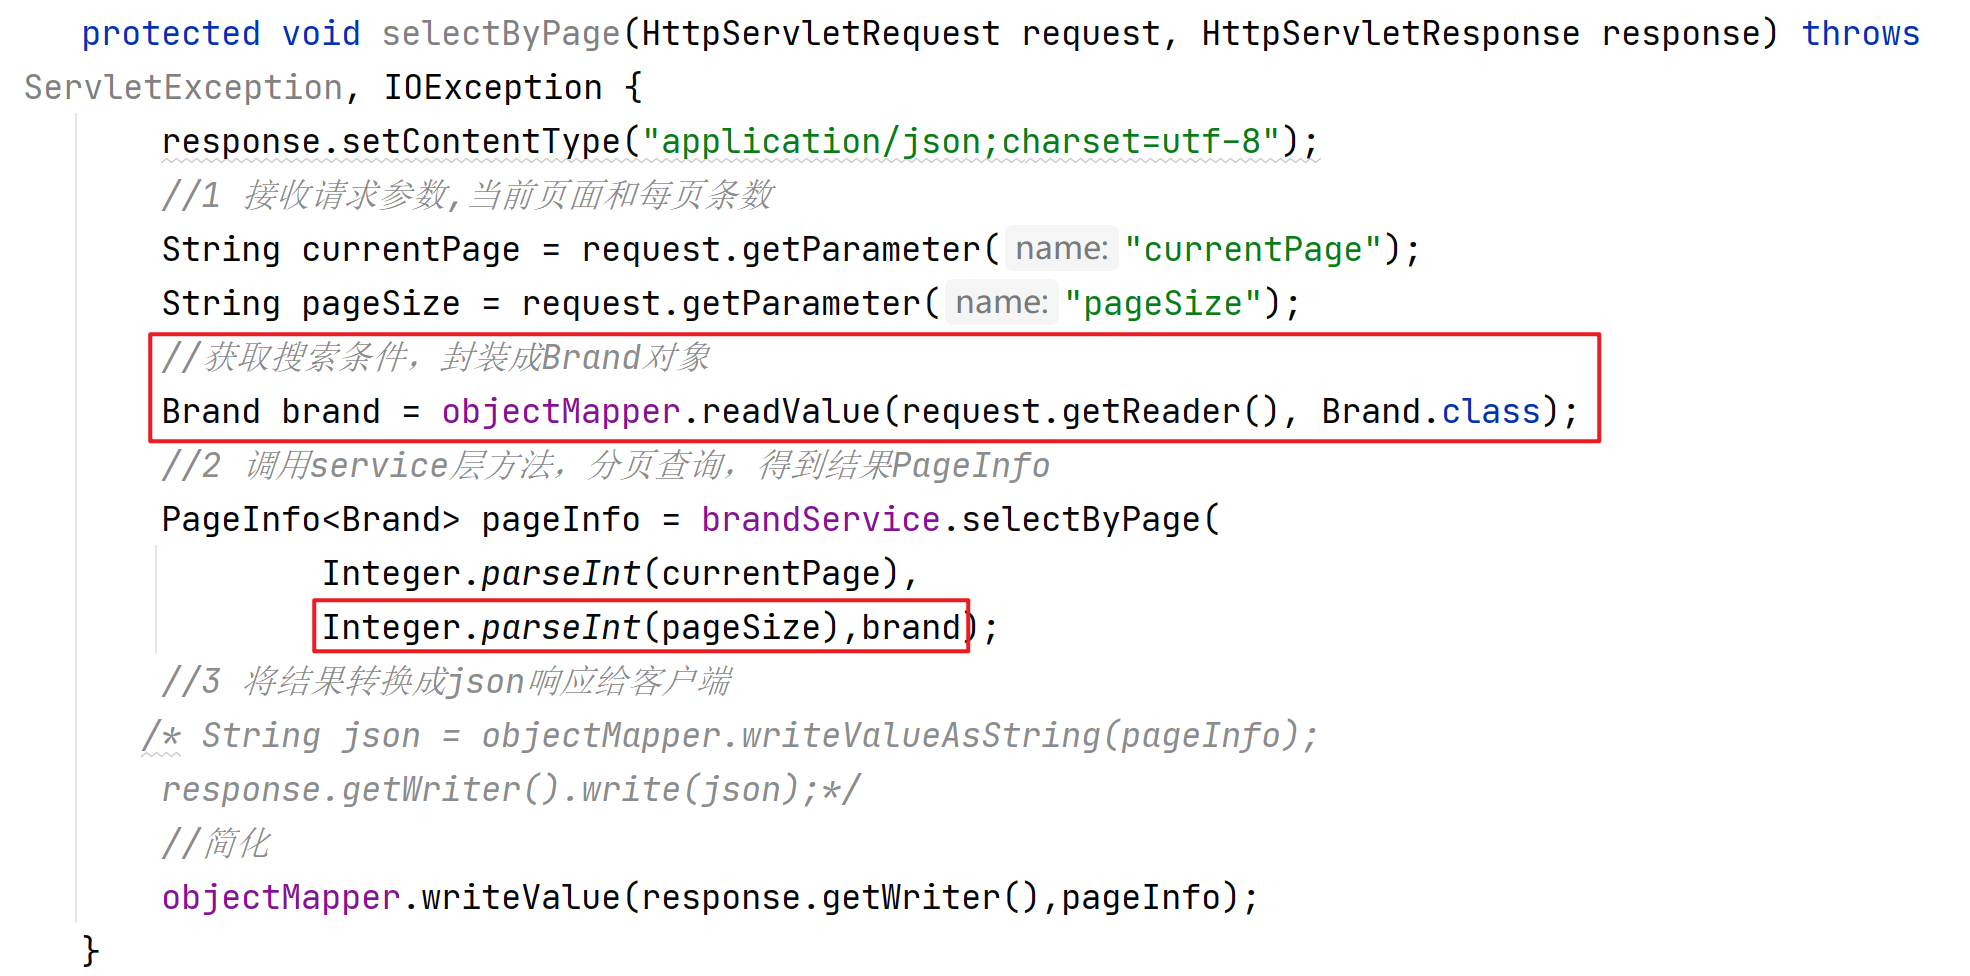 protected void selectByPage(HttpServletRequest request, HttpServletResponse response) throws
ServletException, IOException {
response.setContentType("application/json;charset=utf-8");
//1 接收请求参数,当前页面和每页条数
String currentPage = request.getParameter( name: "currentPage");
String pageSize = request.getParameter( name: "pageSize");
//获取搜索条件，封装成Brand对象
Brand brand = objectMapper.readValue(request.getReader(), Brand.class);
//2 调用service层方法，分页查询，得到结果PageInfo
PageInfo<Brand> pageInfo = brandService.selectByPage(
Integer.parseInt(currentPage),
Integer.parseInt(pageSize),brand);
//3 将结果转换成json响应给客户端
/* String json = objectMapper.writeValueAsString(pageInfo);
response.getWriter().write(json);*/
//简化
objectMapper.writeValue(response.getWriter(),pageInfo);
}